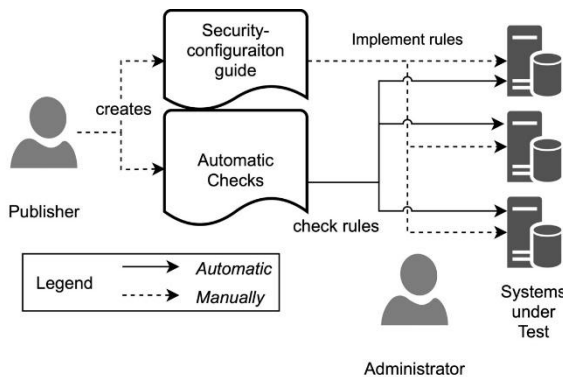 Security-
configuraiton
guide
Implement rules
creates
Automatic
Checks
Publisher
check rules
Legend
Automatic
Manually
Systems
under
Test
Administrator